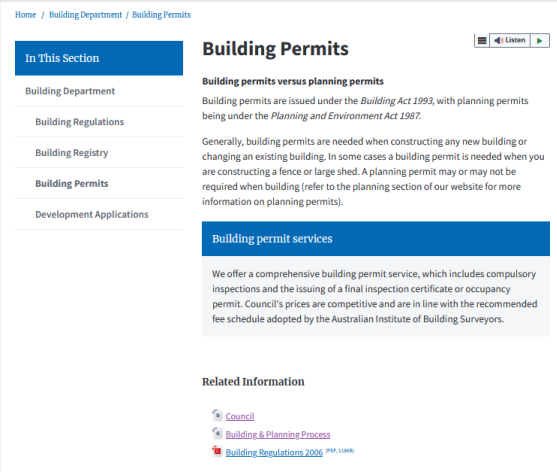 Home / Building Department / Building Permits
In This Section
Building Department
Building Regulations
Building Registry
Building Permits
Development Applications
Building Permits
Listen
Building permits versus planning permits
Building permits are issued under the Building Act 1993, with planning permits
being under the Planning and Environment Act 1987.
Generally, building permits are needed when constructing any new building or
changing an existing building. In some cases a building permit is needed when you
are constructing a fence or large shed. A planning permit may or may not be
required when building (refer to the planning section of our website for more
information on planning permits).
Building permit services
We offer a comprehensive building permit service, which includes compulsory
inspections and the issuing of a final inspection certificate or occupancy
permit. Council's prices are competitive and are in line with the recommended
fee schedule adopted by the Australian Institute of Building Surveyors.
Related Information
Council
Building & Planning Process
Building Regulations 2006 (PDF, 318KB)